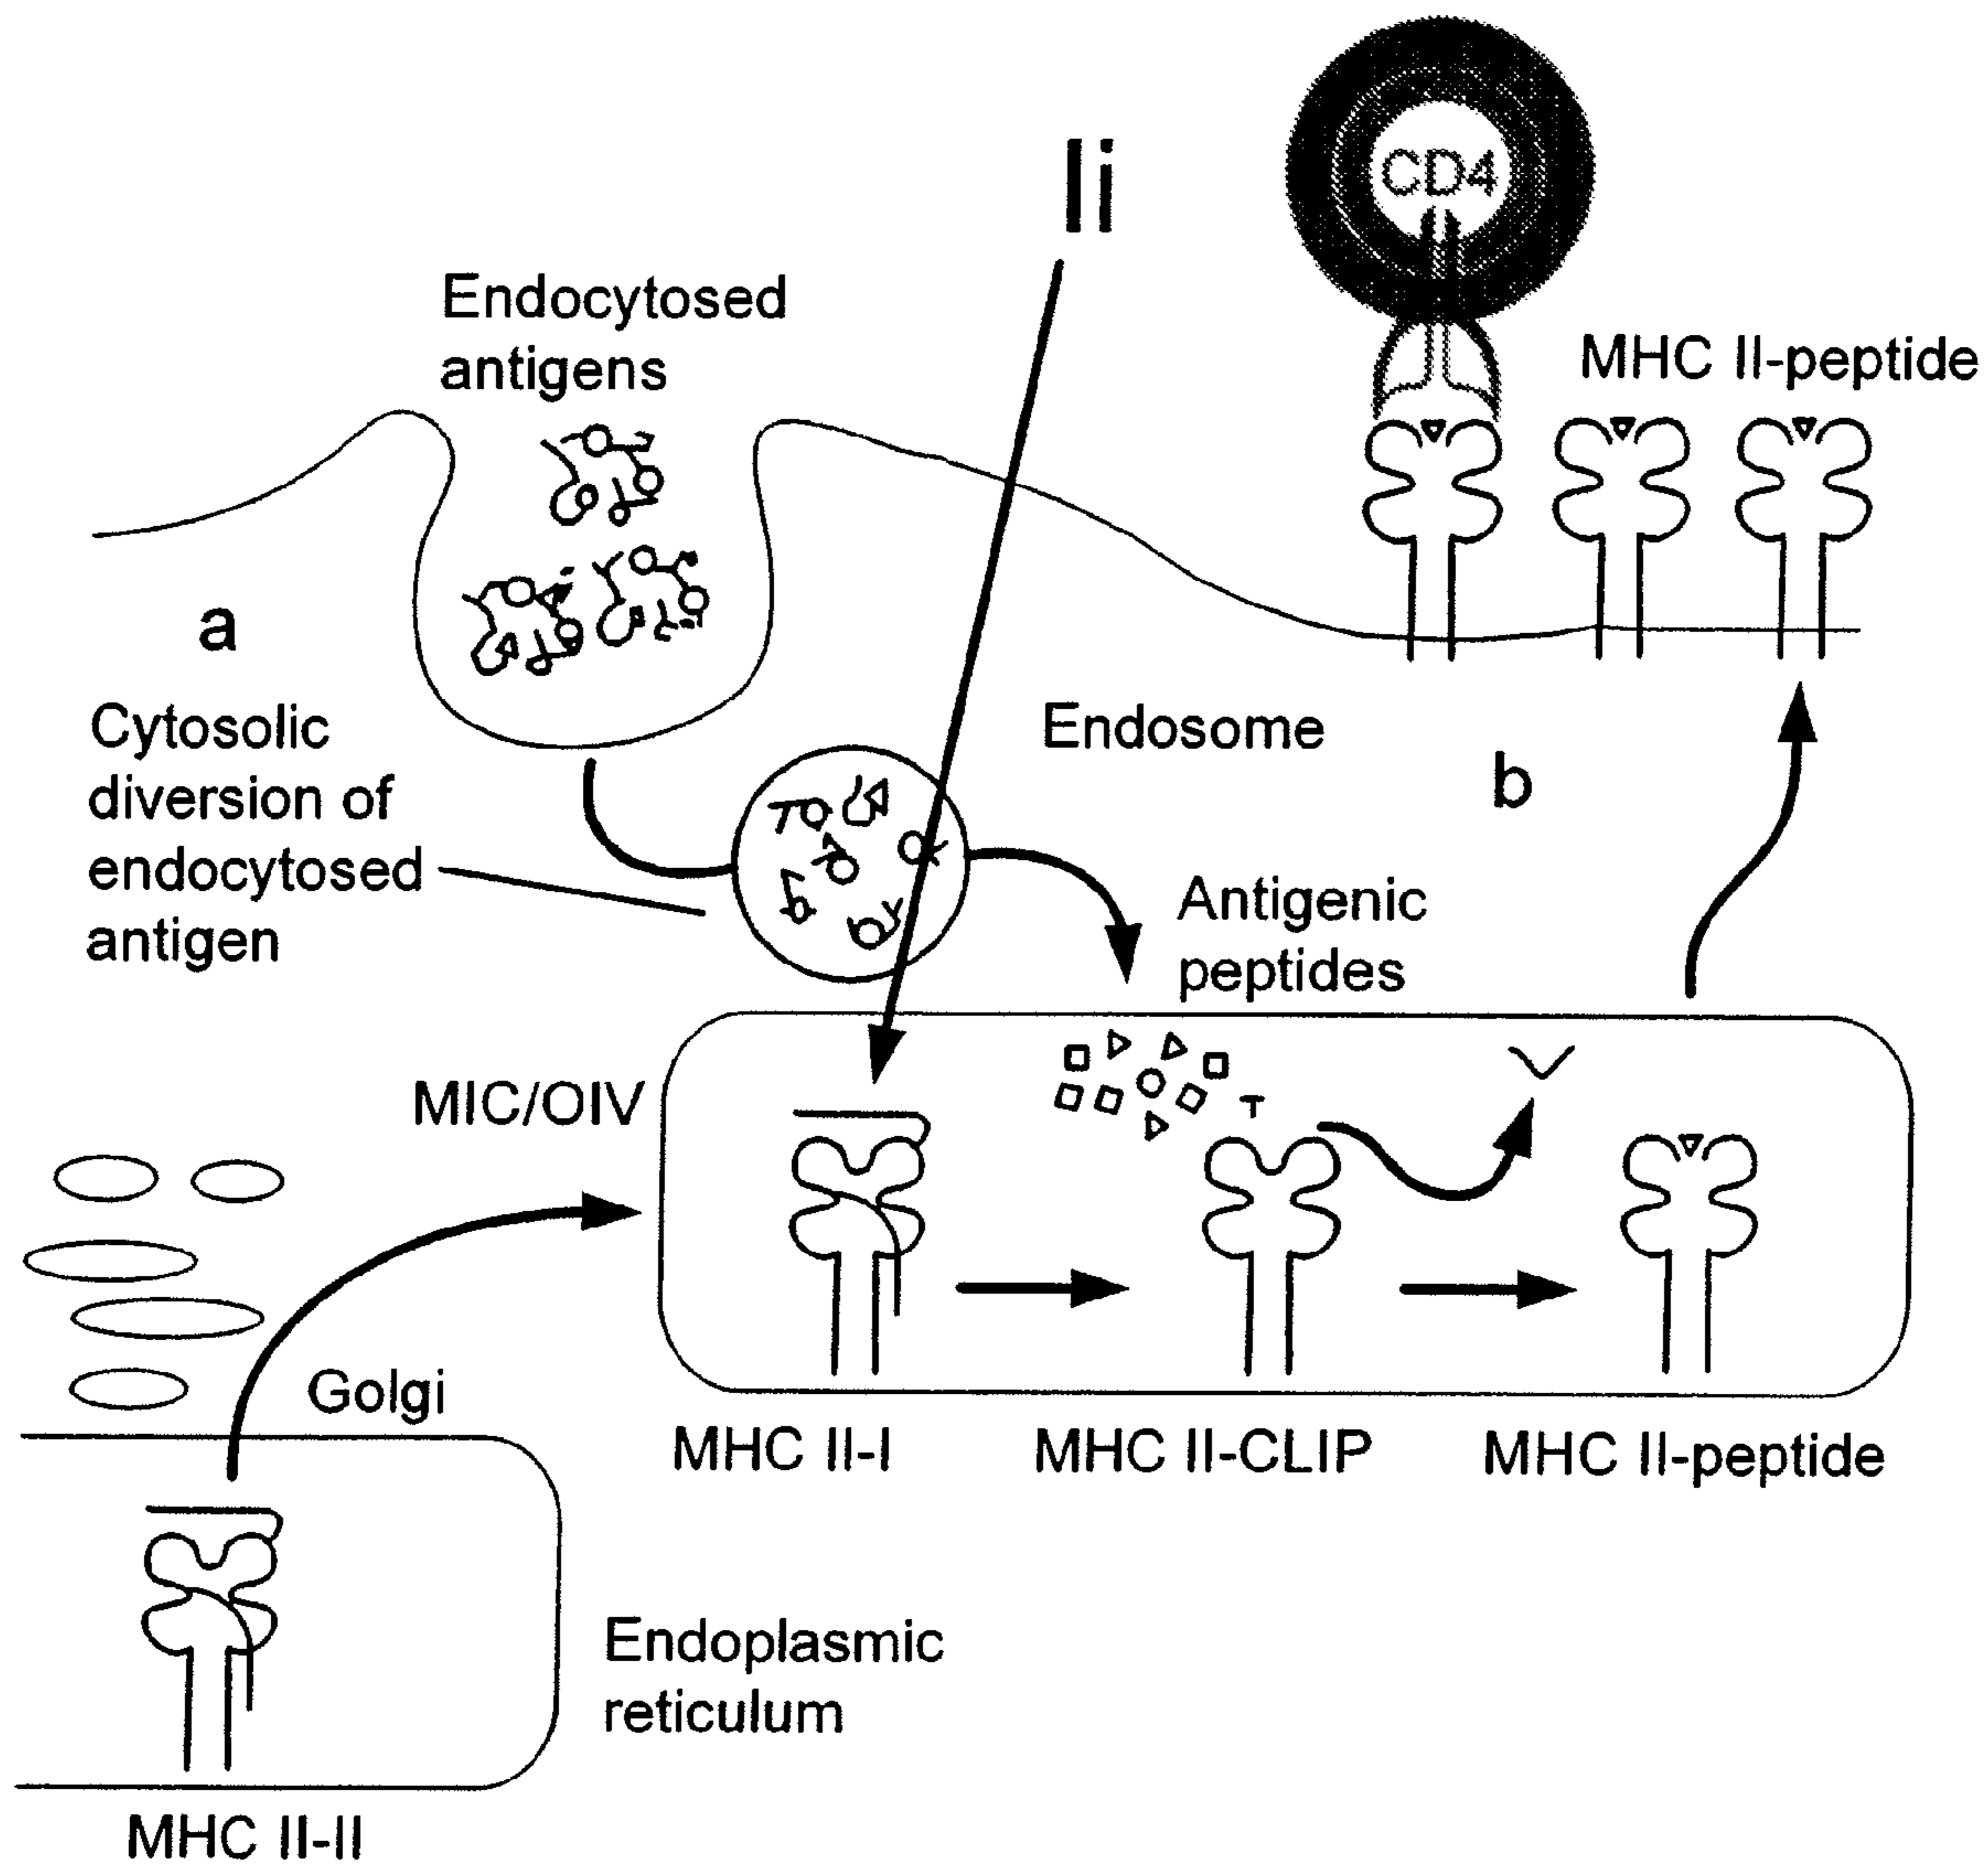 Ii
CD4
Endocytosed
antigens
MHC II-peptide
a
Cytosolic
diversion of
endocytosed
antigen
Endosome
b
Antigenic
peptides
MIC/OIV
Golgi
MHC II-I
MHC II-CLIP
MHC II-peptide
Endoplasmic
reticulum
MHC II-II